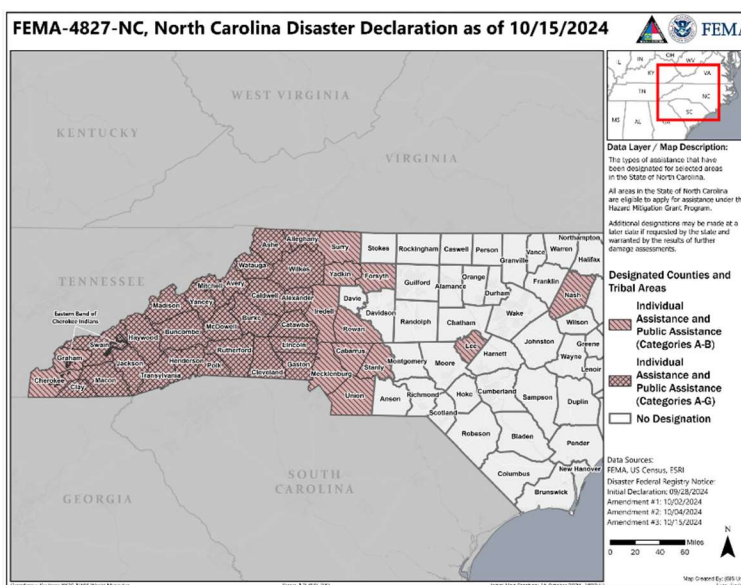 FEMA-4827-NC, North Carolina Disaster Declaration as of 10/15/2024
FEMA
WEST VIRGINIA
KENTUCKY
VIRGINIA
TENNESSEE
SOUTH
CAROLINA
GEORGIA
IN
WV
KY
VA
TN
NC
SC
MS
AL
Data Layer / Map Description:
The types of assistance that have
been designated for selected areas
in the State of North Carolina.
All areas in the State of North Carolina
are eligible to apply for assistance under the
Hazard Mitigation Grant Program.
Additional designations may be made at a
later date if requested by the state and
warranted by the results of further
damage assessments.
Designated Counties and
Tribal Areas
Individual
Assistance and
Public Assistance
(Categories A-B)
Individual
Assistance and
Public Assistance
(Categories A-G)
No Designation
Data Sources:
FEMA, US Census, ESRI
Disaster Federal Registry Notice:
Initial Declaration: 09/28/2024
Amendment #1: 10/02/2024
Amendment #2: 10/04/2024
Amendment #3: 10/15/2024
0 20 40 60 Miles
N
Ashe
Alleghany
Surry
Stokes
Rockingham
Caswell
Person
Granville
Vance
Warren
Northampton
Halifax
Watauga
Wilkes
Yadkin
Forsyth
Guilford
Alamance
Orange
Durham
Franklin
Nash
Mitchell
Avery
Caldwell
Alexander
Iredell
Davie
Davidson
Randolph
Chatham
Wake
Wilson
Madison
Yancey
Burke
Catawba
Rowan
Johnston
Greene
Eastern Band of
Cherokee Indians
Buncombe
McDowell
Lincoln
Cabarrus
Montgomery
Moore
Lee
Harnett
Wayne
Lenoir
Swain
Haywood
Graham
Jackson
Henderson
Rutherford
Polk
Cleveland
Gaston
Mecklenburg
Stanly
Cherokee
Clay
Macon
Transylvania
Union
Anson
Richmond
Hoke
Cumberland
Sampson
Duplin
Scotland
Robeson
Bladen
Pender
Columbus
New Hanover
Brunswick